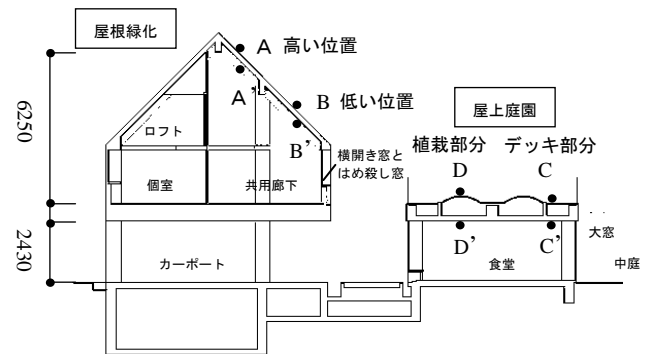 屋根緑化
A 高い位置
A'
B 低い位置
B'
6250
2430
ロフト
個室
共用廊下
横開き窓と
はめ殺し窓
カーポート
屋上庭園
植栽部分 デッキ部分
D C
D' C'
大窓
食堂
中庭